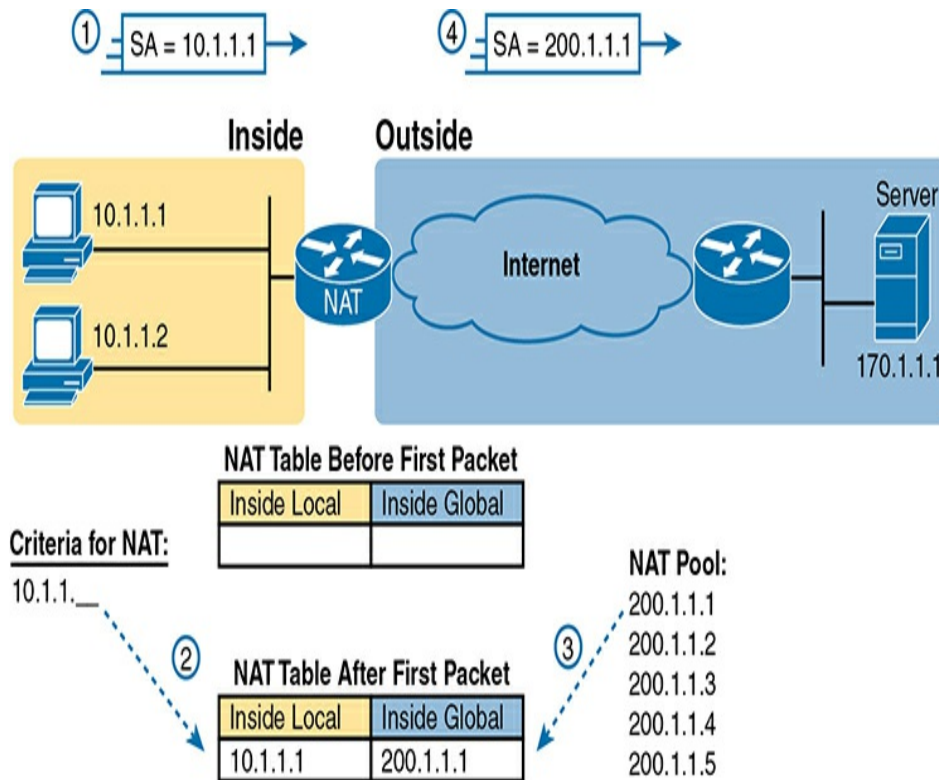 1
SA = 10.1.1.1
4
SA = 200.1.1.1
Inside
Outside
10.1.1.1
10.1.1.2
NAT
Internet
Server
170.1.1.1
NAT Table Before First Packet
Inside Local
Inside Global
Criteria for NAT:
10.1.1.__
2
NAT Pool:
200.1.1.1
200.1.1.2
200.1.1.3
200.1.1.4
200.1.1.5
3
NAT Table After First Packet
Inside Local
Inside Global
10.1.1.1
200.1.1.1